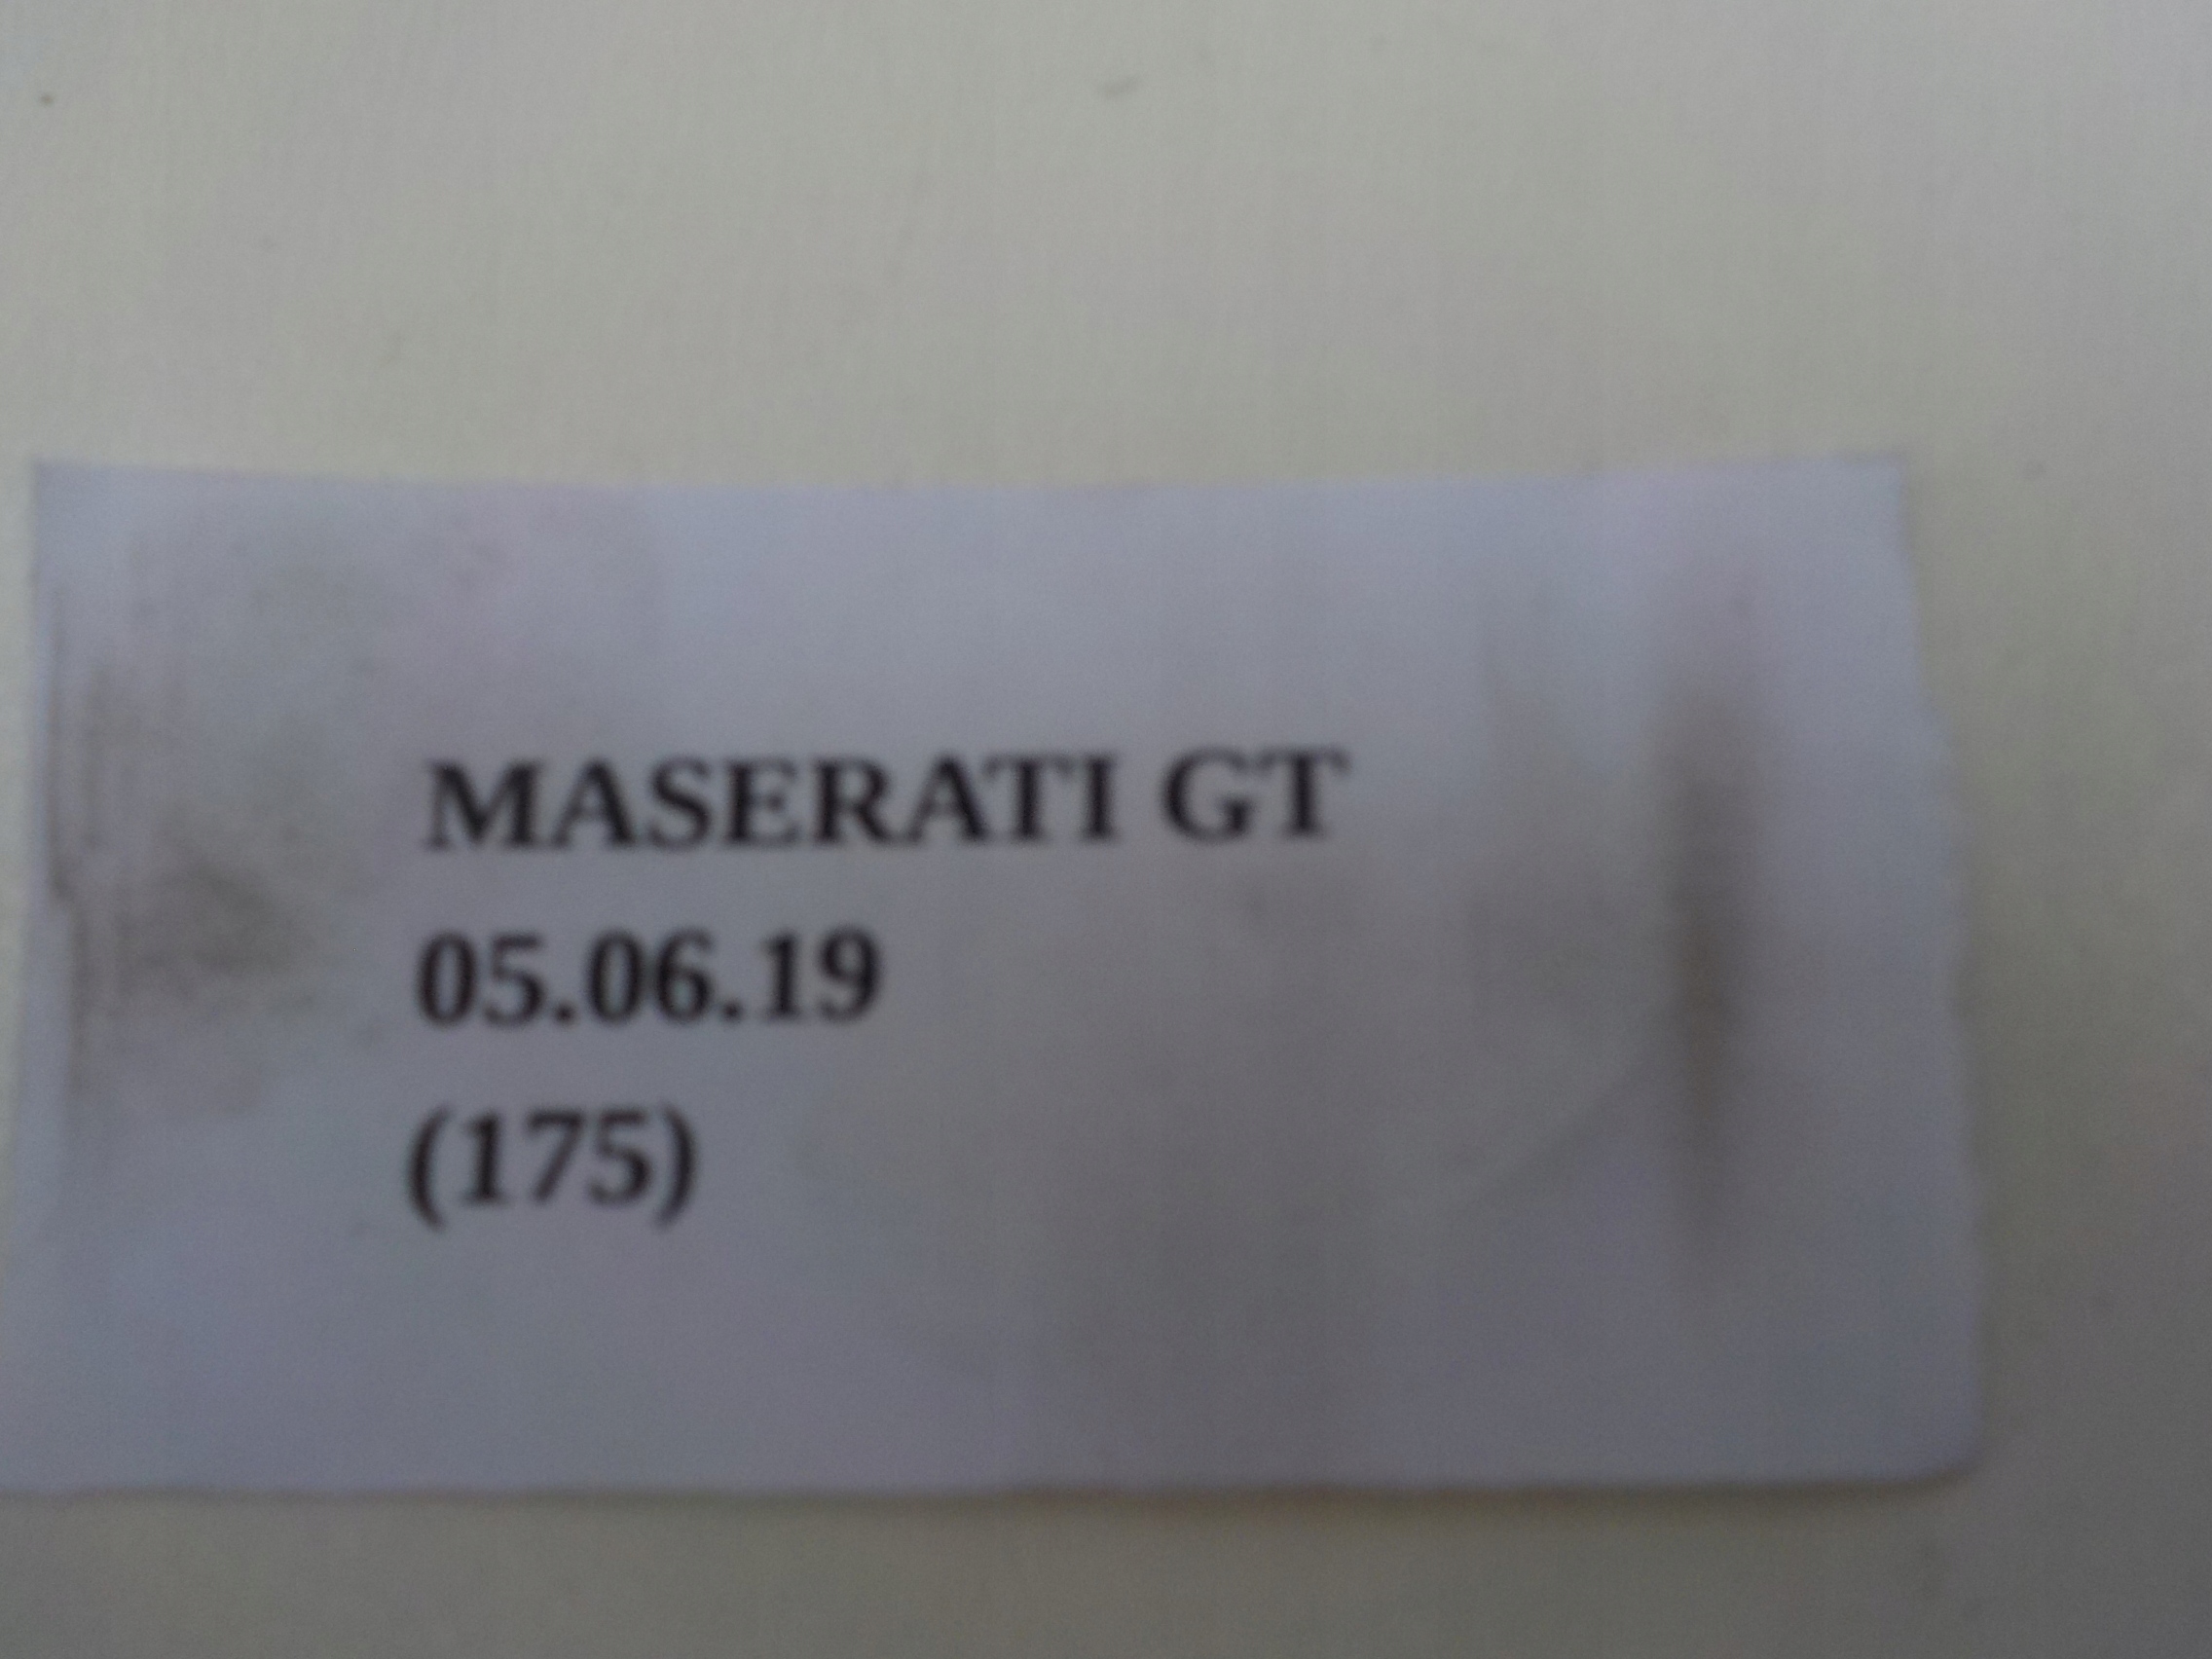 MASERATI GT
05.06.19
(175)